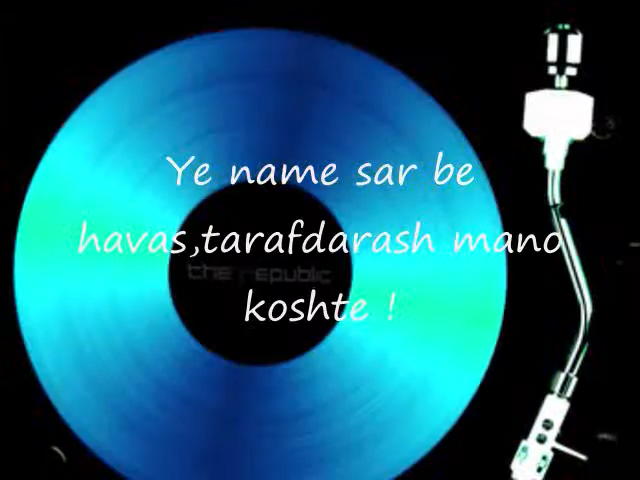 Ye name sar be
havas,tarafdarash mano
the republic
koshte !